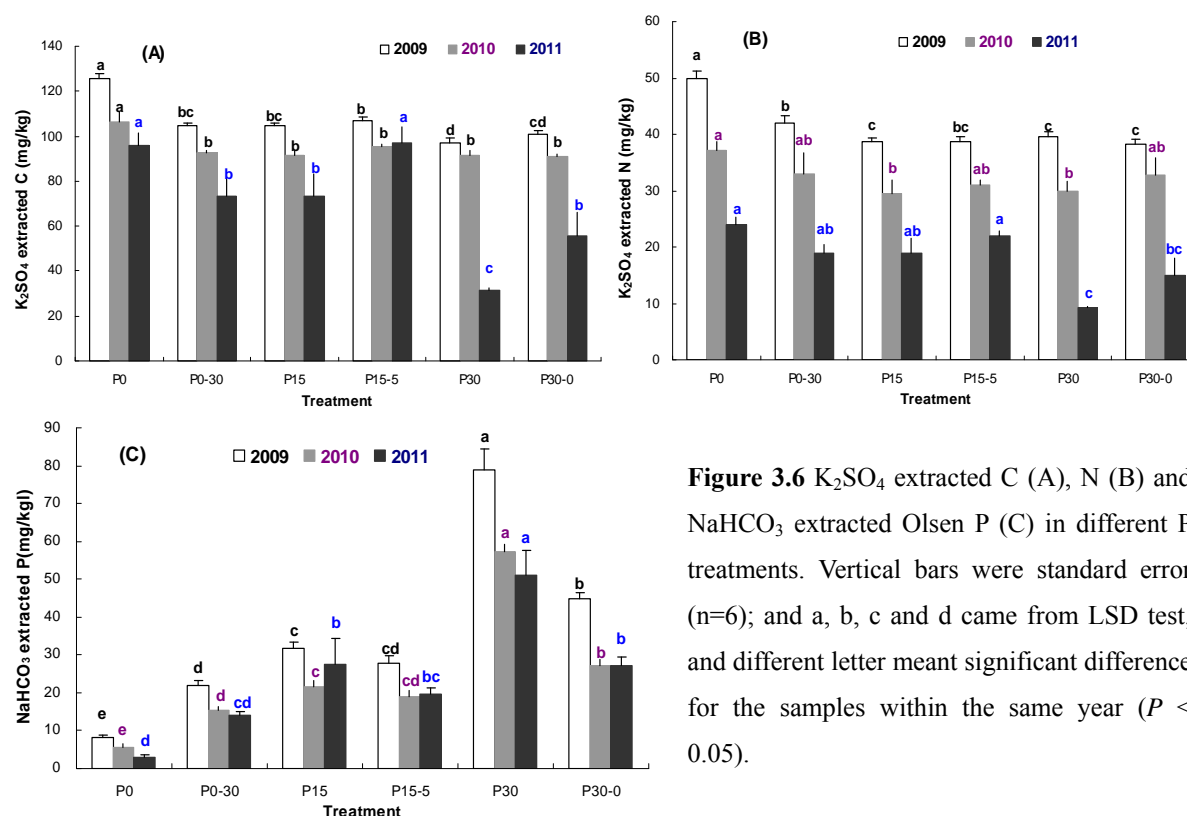 (A)
2009 2010 2011
K₂SO₄ extracted C (mg/kg)
140
120
100
80
60
40
20
0
a a a
bc b b
bc b b
b b a
d b c
cd b b
P0 P0-30 P15 P15-5 P30 P30-0
Treatment
(B)
2009 2010 2011
K₂SO₄ extracted N (mg/kg)
60
50
40
30
20
10
0
a a a
b ab ab
c b ab
bc ab a
c b c
c ab bc
P0 P0-30 P15 P15-5 P30 P30-0
Treatment
(C)
2009 2010 2011
NaHCO₃ extracted P(mg/kgl)
90
80
70
60
50
40
30
20
10
0
e e d
d d cd
c c b
cd cd bc
a a a
b b b
P0 P0-30 P15 P15-5 P30 P30-0
Treatment
Figure 3.6 K₂SO₄ extracted C (A), N (B) and
NaHCO₃ extracted Olsen P (C) in different P
treatments. Vertical bars were standard error
(n=6); and a, b, c and d came from LSD test,
and different letter meant significant difference
for the samples within the same year (P <
0.05).